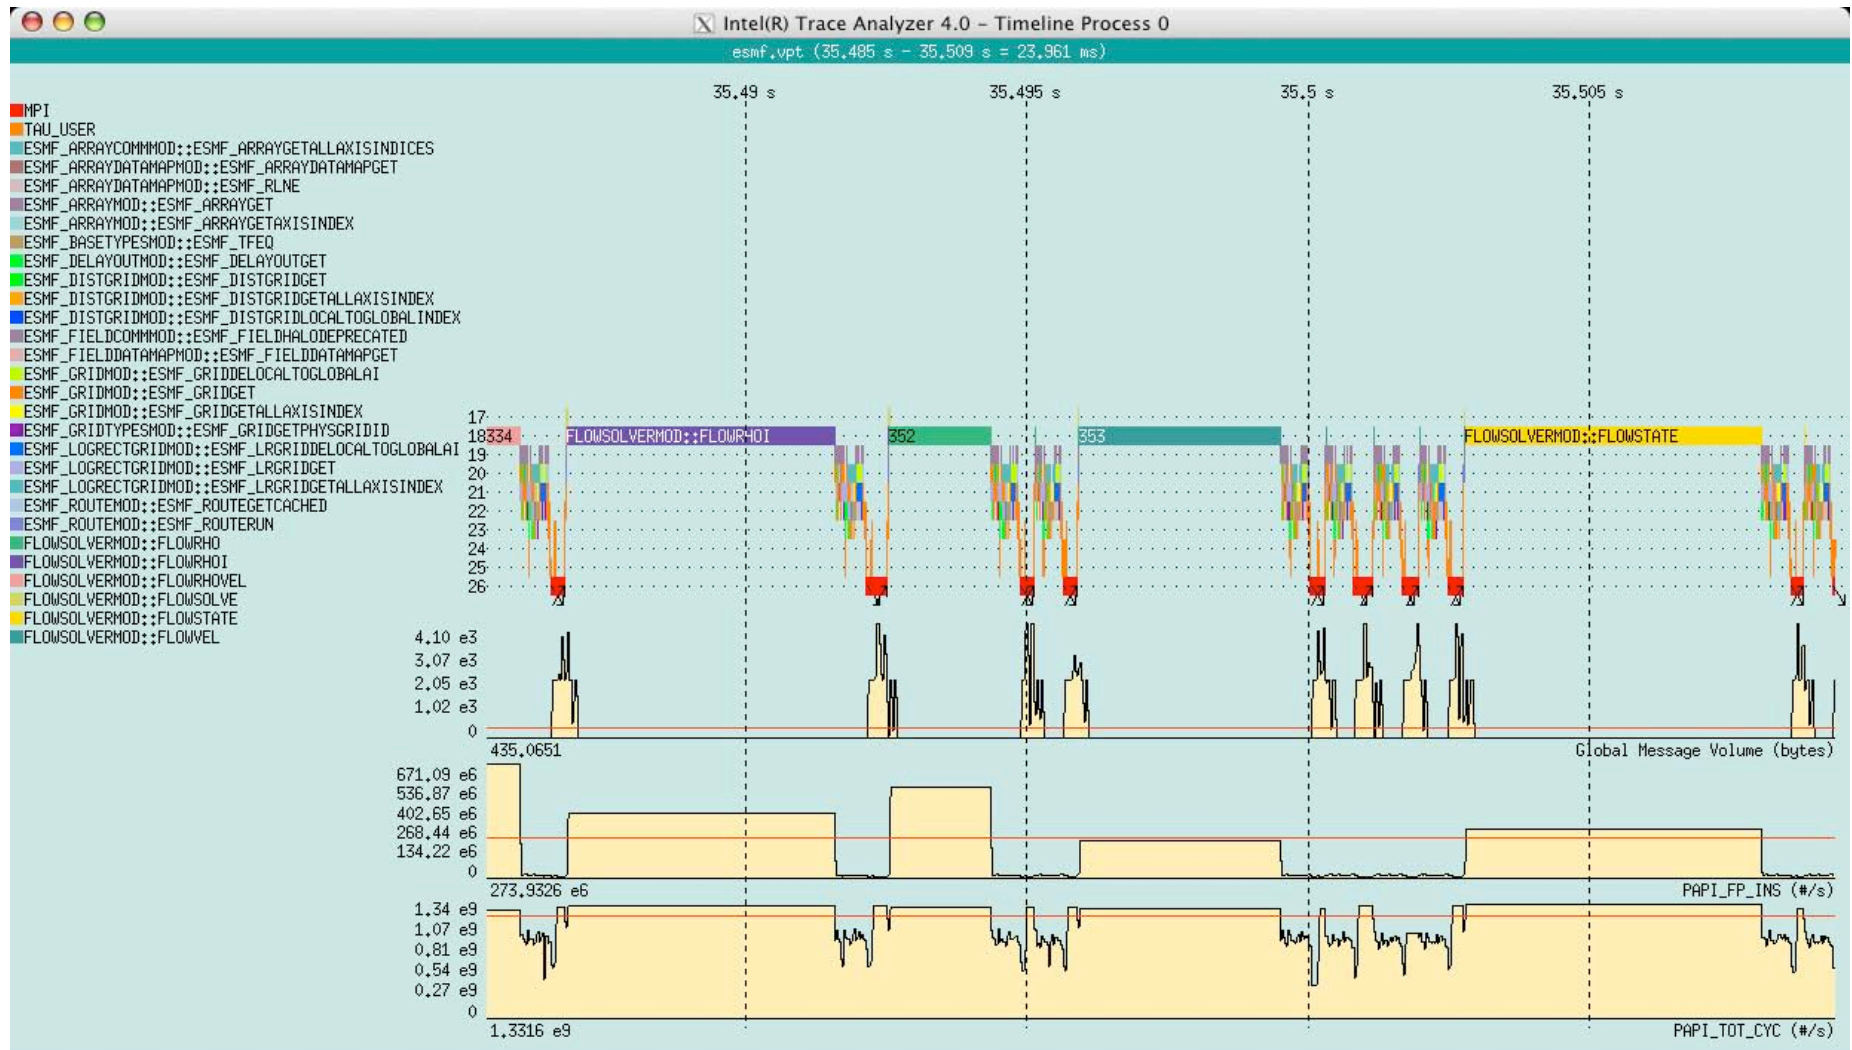 X Intel(R) Trace Analyzer 4.0 – Timeline Process 0
esmf.vpt (35.485 s - 35.509 s = 23.961 ms)
35.49 s 35.495 s 35.5 s 35.505 s
MPI
TAU_USER
ESMF_ARRAYCOMMMOD::ESMF_ARRAYGETALLAXISINDICES
ESMF_ARRAYDATAMAPMOD::ESMF_ARRAYDATAMAPGET
ESMF_ARRAYDATAMAPMOD::ESMF_RLNE
ESMF_ARRAYMOD::ESMF_ARRAYGET
ESMF_ARRAYMOD::ESMF_ARRAYGETAXISINDEX
ESMF_BASETYPESMOD::ESMF_TFEQ
ESMF_DELAYOUTMOD::ESMF_DELAYOUTGET
ESMF_DISTGRIDMOD::ESMF_DISTGRIDGET
ESMF_DISTGRIDMOD::ESMF_DISTGRIDGETALLAXISINDEX
ESMF_DISTGRIDMOD::ESMF_DISTGRIDLOCALTOGLOBALINDEX
ESMF_FIELDCOMMMOD::ESMF_FIELDHALODEPRECATED
ESMF_FIELDDATAMAPMOD::ESMF_FIELDDATAMAPGET
ESMF_GRIDMOD::ESMF_GRIDDELOCALTOGLOBALAI
ESMF_GRIDMOD::ESMF_GRIDGET
ESMF_GRIDMOD::ESMF_GRIDGETALLAXISINDEX
ESMF_GRIDTYPESMOD::ESMF_GRIDGETPHYSGRIDID
ESMF_LOGRECTGRIDMOD::ESMF_LRGRIDDELOCALTOGLOBALAI
ESMF_LOGRECTGRIDMOD::ESMF_LRGRIDGET
ESMF_LOGRECTGRIDMOD::ESMF_LRGRIDGETALLAXISINDEX
ESMF_ROUTEMOD::ESMF_ROUTEGETCACHED
ESMF_ROUTEMOD::ESMF_ROUTERUN
FLOWSOLVERMOD::FLOWRHO
FLOWSOLVERMOD::FLOWRHOI
FLOWSOLVERMOD::FLOWRHOVEL
FLOWSOLVERMOD::FLOWSOLVE
FLOWSOLVERMOD::FLOWSTATE
FLOWSOLVERMOD::FLOWVEL
17
18 334 FLOWSOLVERMOD::FLOWRHOI 352 353 FLOWSOLVERMOD::FLOWSTATE
19
20
21
22
23
24
25
26
4.10 e3
3.07 e3
2.05 e3
1.02 e3
0
435.0651 Global Message Volume (bytes)
671.09 e6
536.87 e6
402.65 e6
268.44 e6
134.22 e6
0
273.9326 e6 PAPI_FP_INS (#/s)
1.34 e9
1.07 e9
0.81 e9
0.54 e9
0.27 e9
0
1.3316 e9 PAPI_TOT_CYC (#/s)